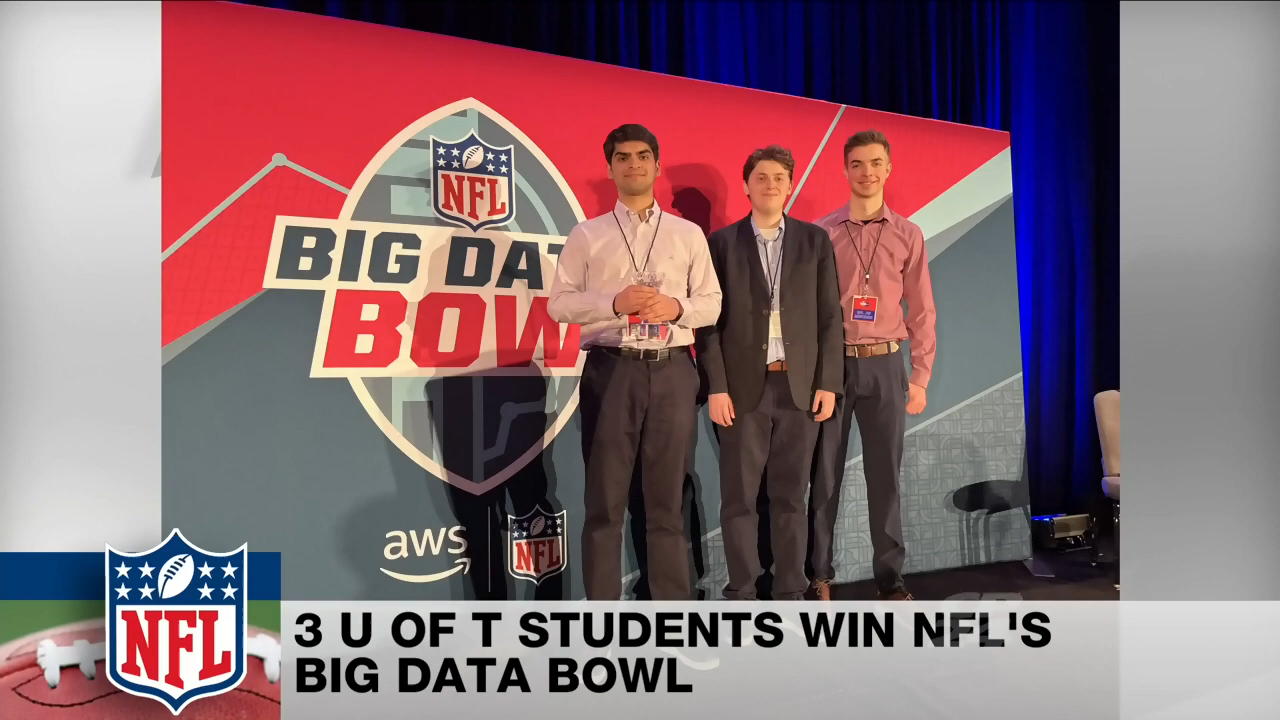 NFL
BIG DAT
BOW
aws
NFL
NFL
3 U OF T STUDENTS WIN NFL'S
BIG DATA BOWL